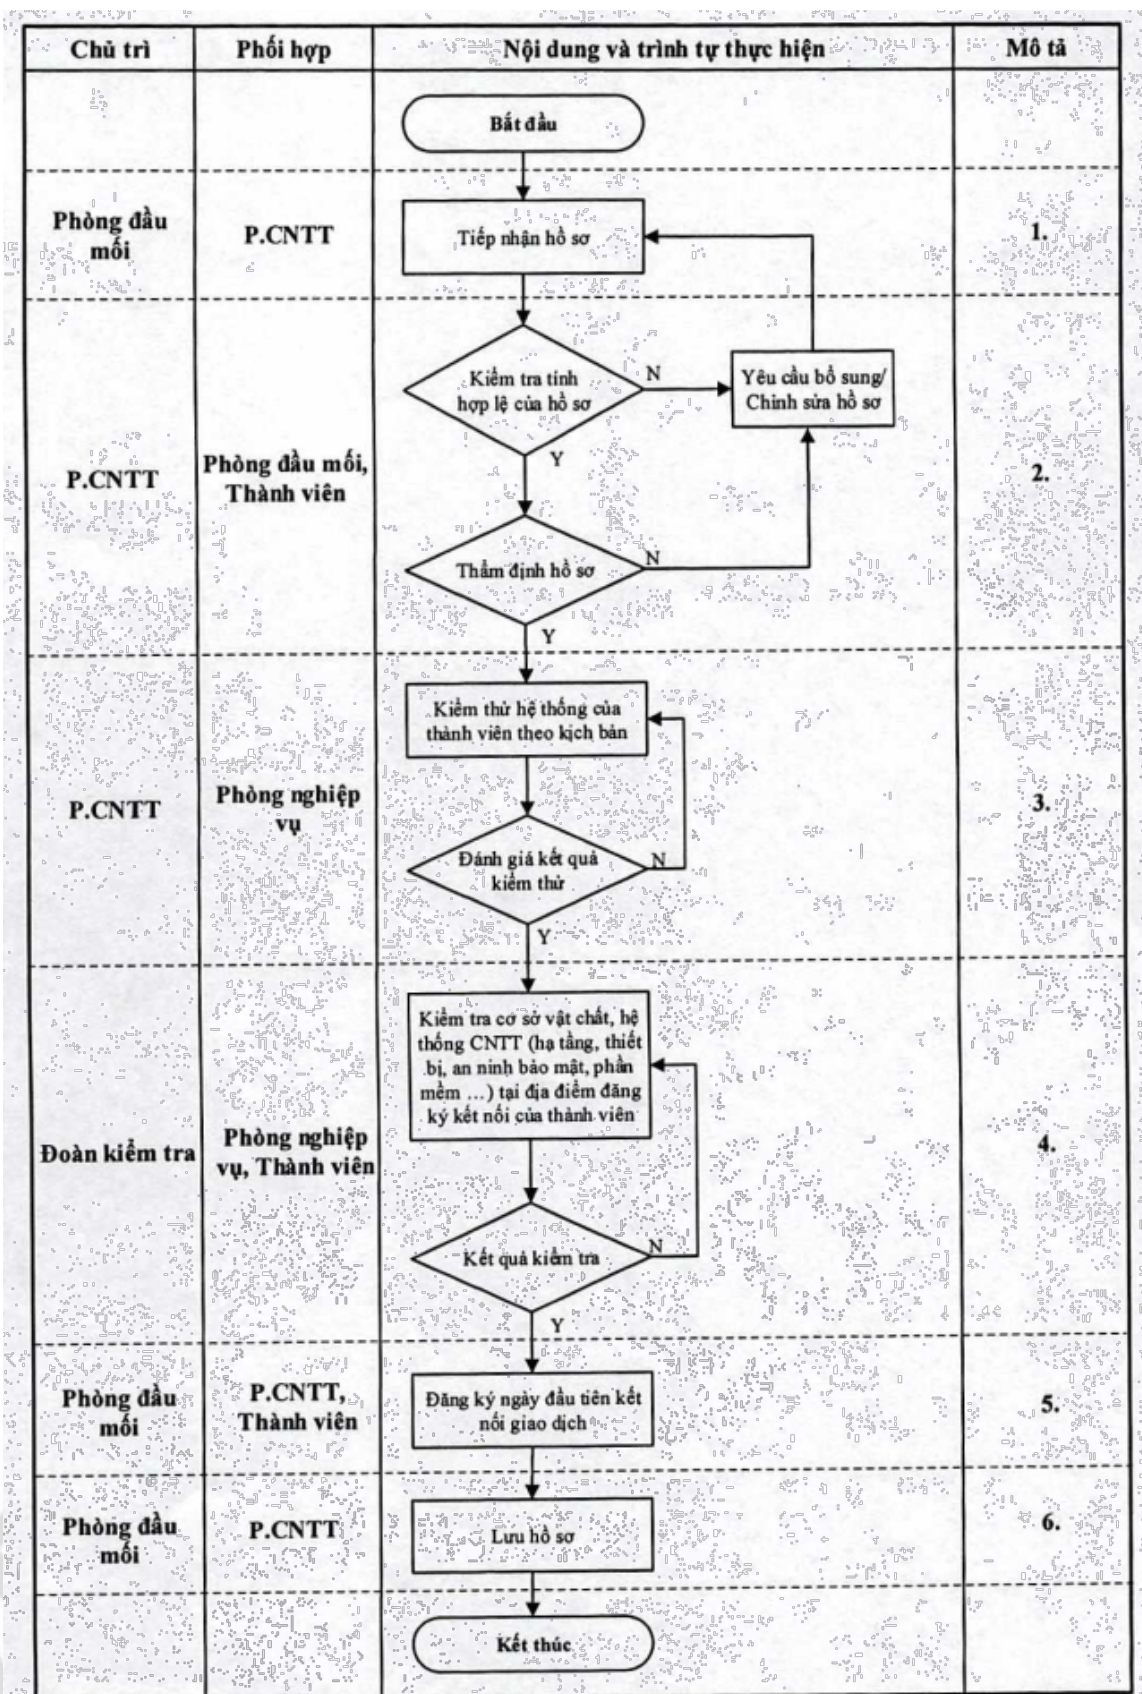 Chủ trì
Phối hợp
Nội dung và trình tự thực hiện
Mô tả
Bắt đầu
Phòng đầu
mối
P.CNTT
Tiếp nhận hồ sơ
1.
P.CNTT
Phòng đầu mối,
Thành viên
Kiểm tra tính
hợp lệ của hồ sơ
N
Yêu cầu bổ sung/
Chỉnh sửa hồ sơ
Y
Thẩm định hồ sơ
N
Y
2.
P.CNTT
Phòng nghiệp
vụ
Kiểm thử hệ thống của
thành viên theo kịch bản
Đánh giá kết quả
kiểm thử
N
Y
3.
Đoàn kiểm tra
Phòng nghiệp
vụ, Thành viên
Kiểm tra cơ sở vật chất, hệ
thống CNTT (hạ tầng, thiết
bị, an ninh bảo mật, phần
mềm ...) tại địa điểm đăng
ký kết nối của thành viên
Kết quả kiểm tra
N
Y
4.
Phòng đầu
mối
P.CNTT,
Thành viên
Đăng ký ngày đầu tiên kết
nối giao dịch
5.
Phòng đầu
mối
P.CNTT
Lưu hồ sơ
6.
Kết thúc